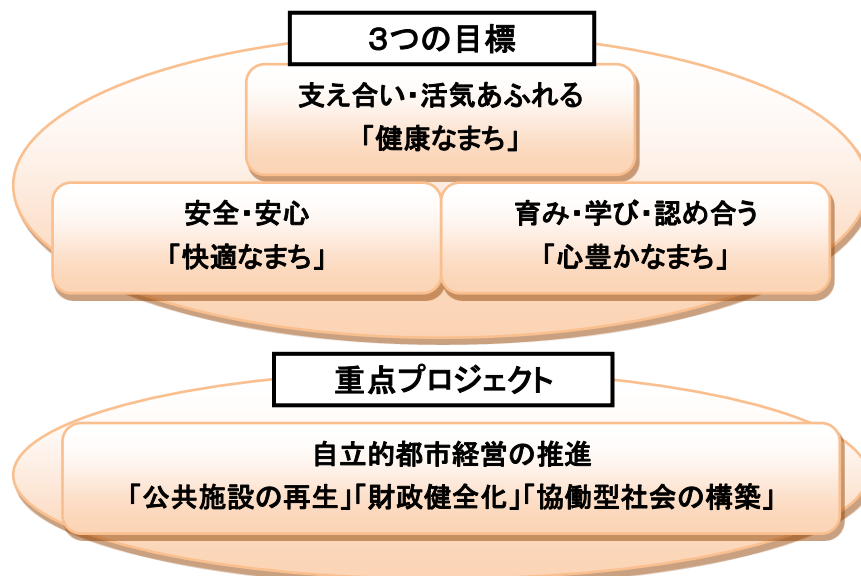 3つの目標
支え合い・活気あふれる
「健康なまち」
安全・安心
「快適なまち」
育み・学び・認め合う
「心豊かなまち」
重点プロジェクト
自立的都市経営の推進
「公共施設の再生」「財政健全化」「協働型社会の構築」